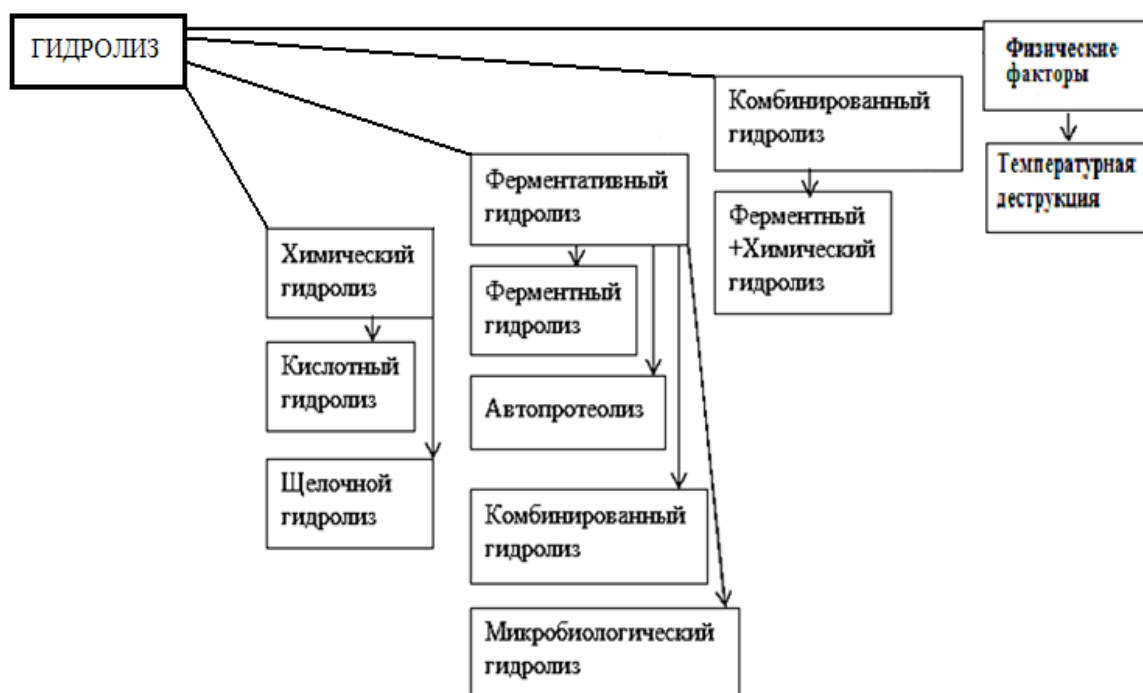 ГИДРОЛИЗ
Физические
факторы
Комбинированный
гидролиз
Температурная
деструкция
Ферментативный
гидролиз
Ферментный
+Химический
гидролиз
Химический
гидролиз
Ферментный
гидролиз
Кислотный
гидролиз
Автопротеолиз
Щелочной
гидролиз
Комбинированный
гидролиз
Микробиологический
гидролиз